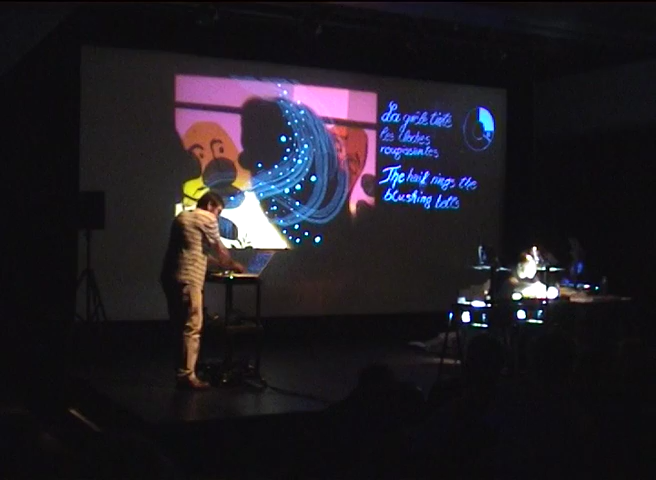 La grêle tinte
les cloches
rougissantes
The hail rings the
blushing bells